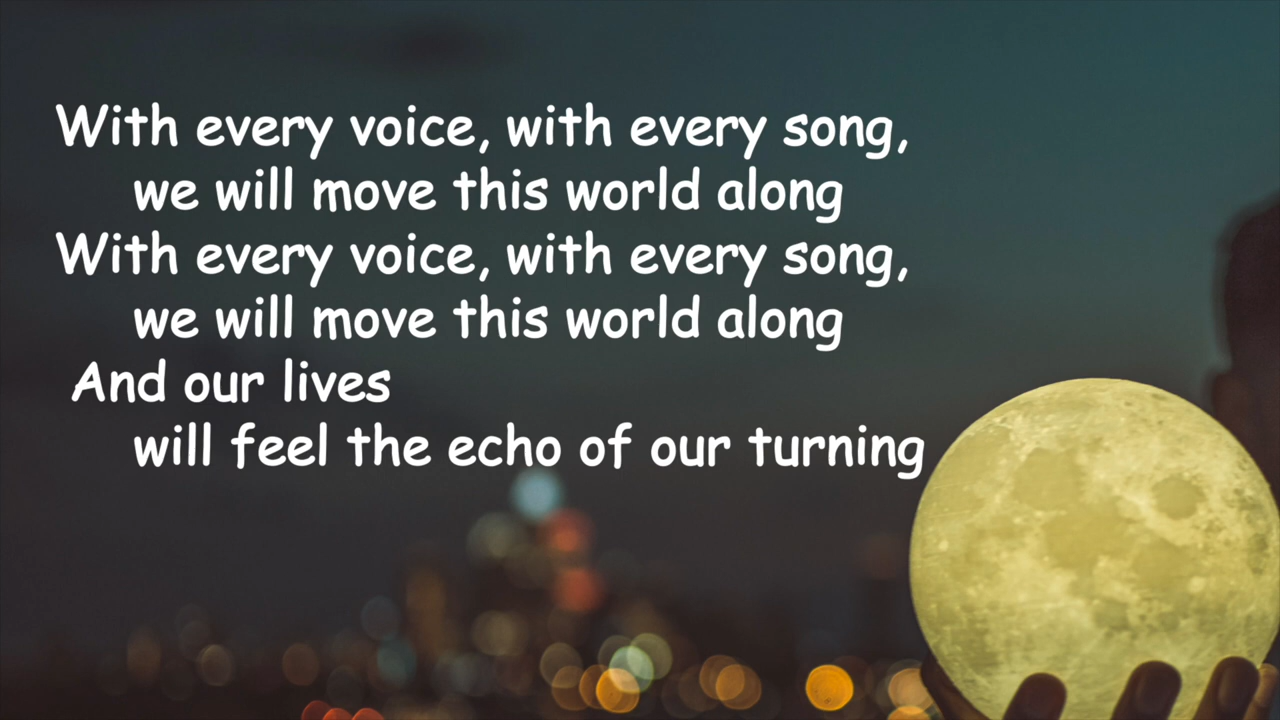 With every voice, with every song,
we will move this world along
With every voice, with every song,
we will move this world along
And our lives
will feel the echo of our turning